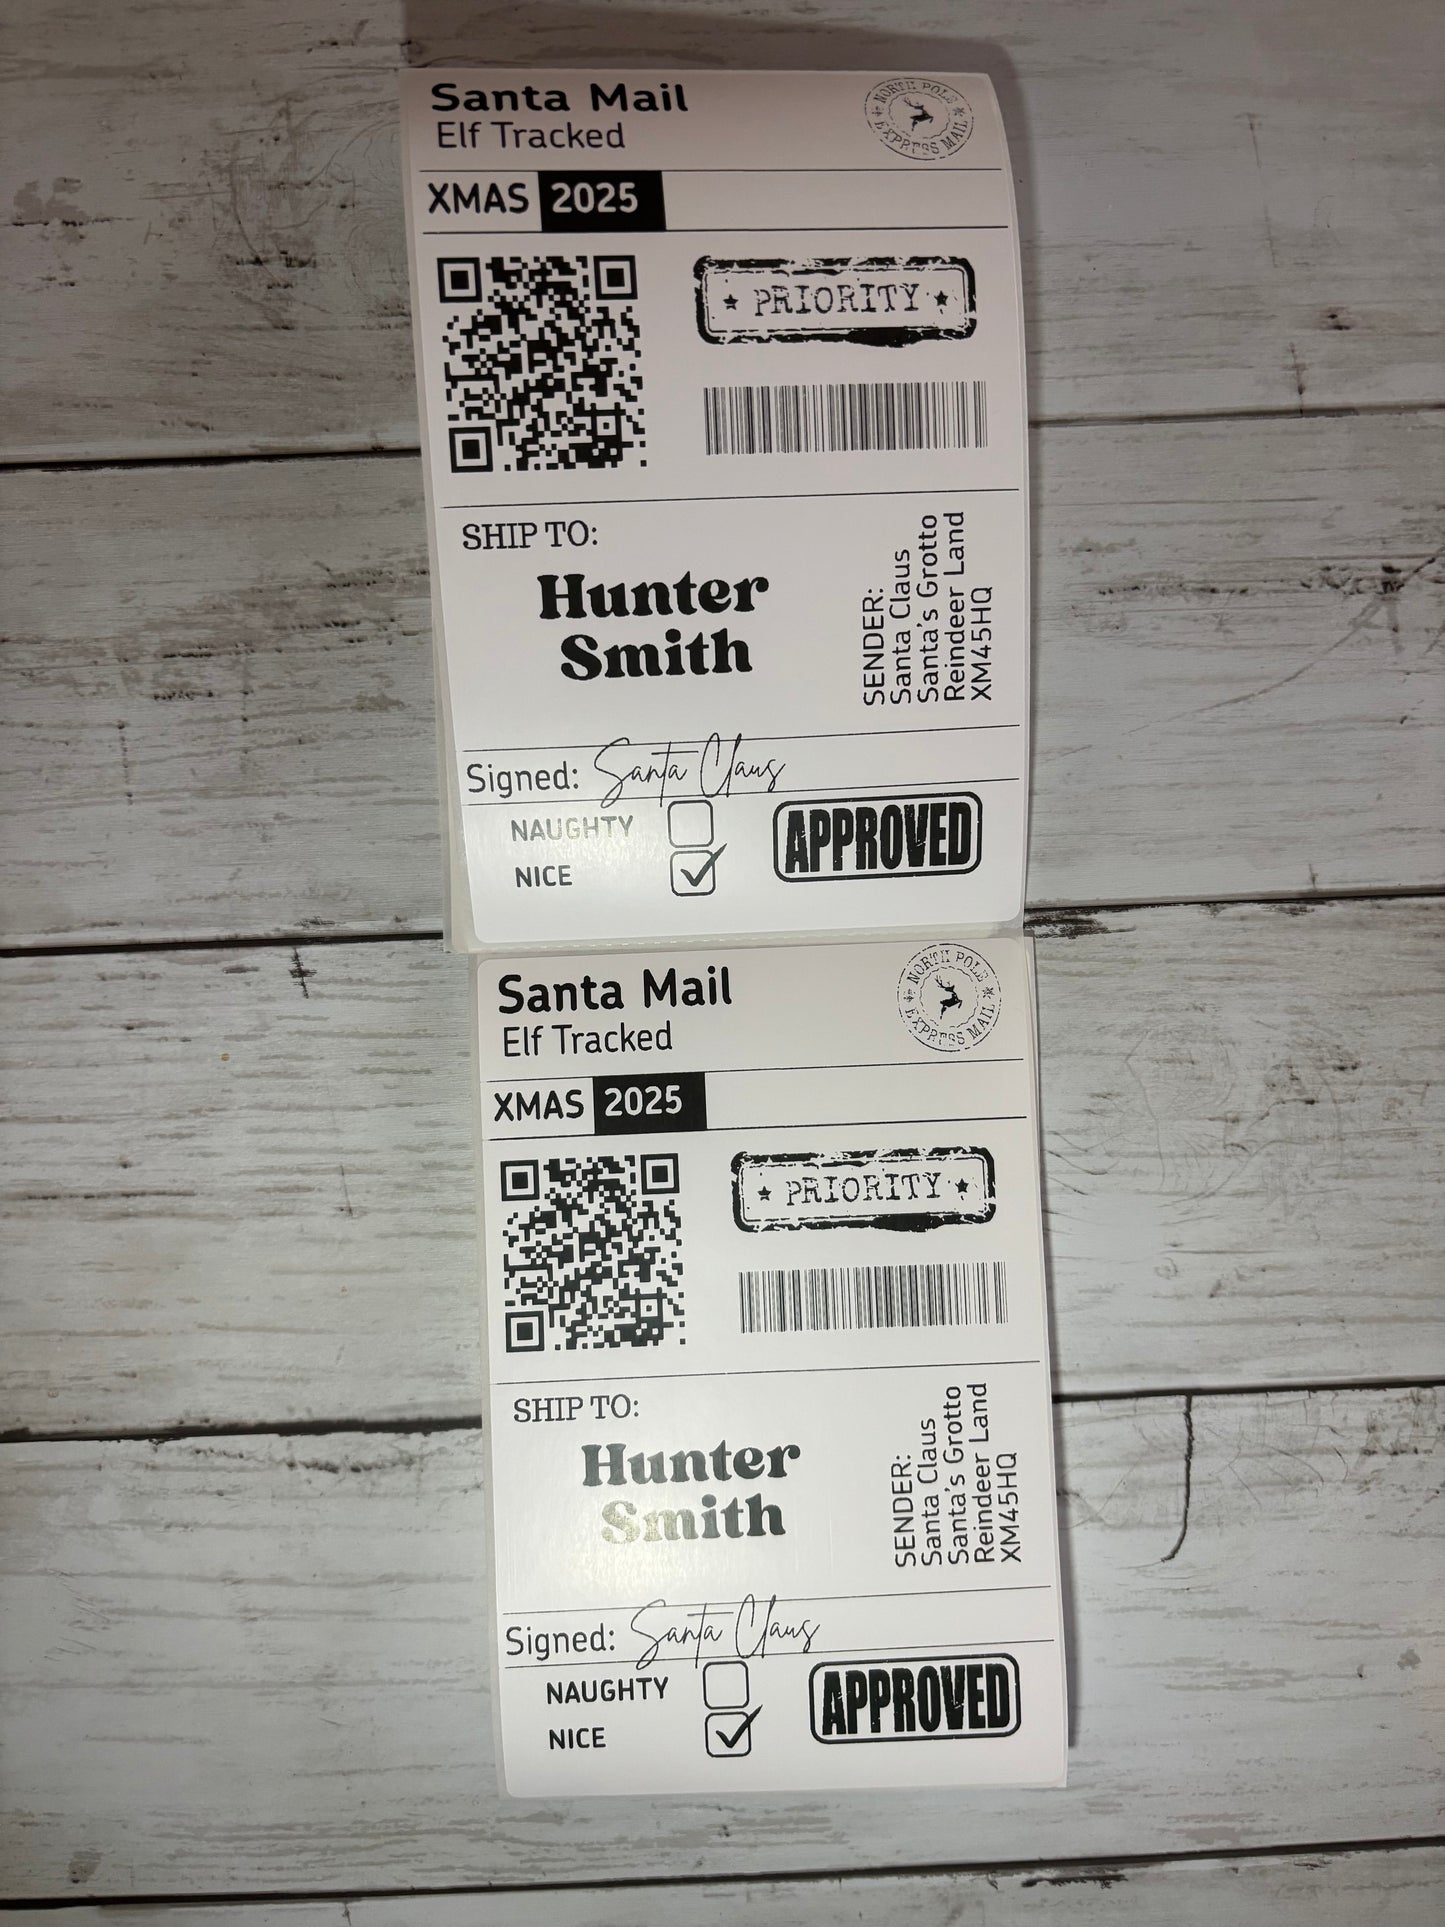 Santa Mail
Elf Tracked
NORTH POLE
EXPRESS MAIL
XMAS 2025
PRIORITY
SHIP TO:
Hunter
Smith
SENDER:
Santa Claus
Santa's Grotto
Reindeer Land
XM45HQ
Signed: Santa Claus
NAUGHTY
NICE
APPROVED
Santa Mail
Elf Tracked
NORTH POLE
EXPRESS MAIL
XMAS 2025
PRIORITY
SHIP TO:
Hunter
Smith
SENDER:
Santa Claus
Santa's Grotto
Reindeer Land
XM45HQ
Signed: Santa Claus
NAUGHTY
NICE
APPROVED